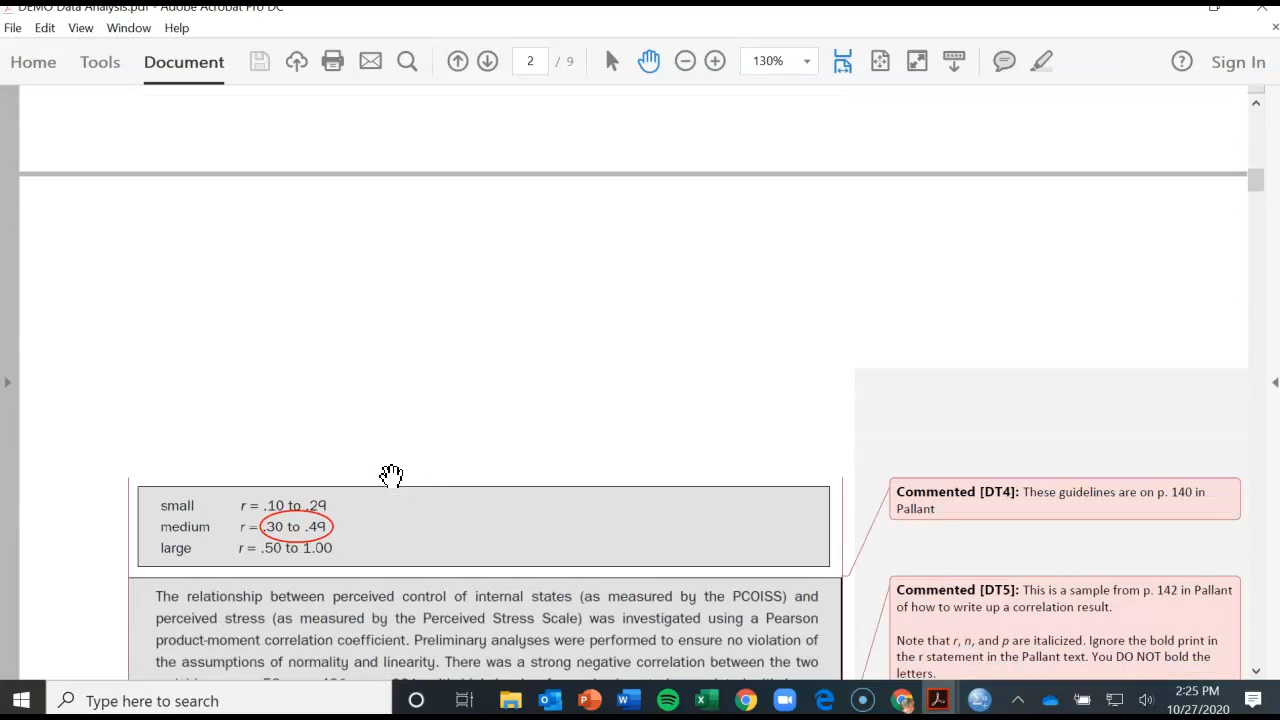 DEMO Data Analysis.pdf - Adobe Acrobat Pro DC
File Edit View Window Help
Home Tools Document 2 / 9 130% Sign In
small r = .10 to .29
medium r = .30 to .49
large r = .50 to 1.00
Commented [DT4]: These guidelines are on p. 140 in
Pallant
The relationship between perceived control of internal states (as measured by the PCOISS) and
perceived stress (as measured by the Perceived Stress Scale) was investigated using a Pearson
product-moment correlation coefficient. Preliminary analyses were performed to ensure no violation of
the assumptions of normality and linearity. There was a strong negative correlation between the two
Commented [DT5]: This is a sample from p. 142 in Pallant
of how to write up a correlation result.
Note that r, n, and p are italicized. Ignore the bold print in
the r statement in the Pallant text. You DO NOT bold the
letters.
Type here to search
2:25 PM
10/27/2020